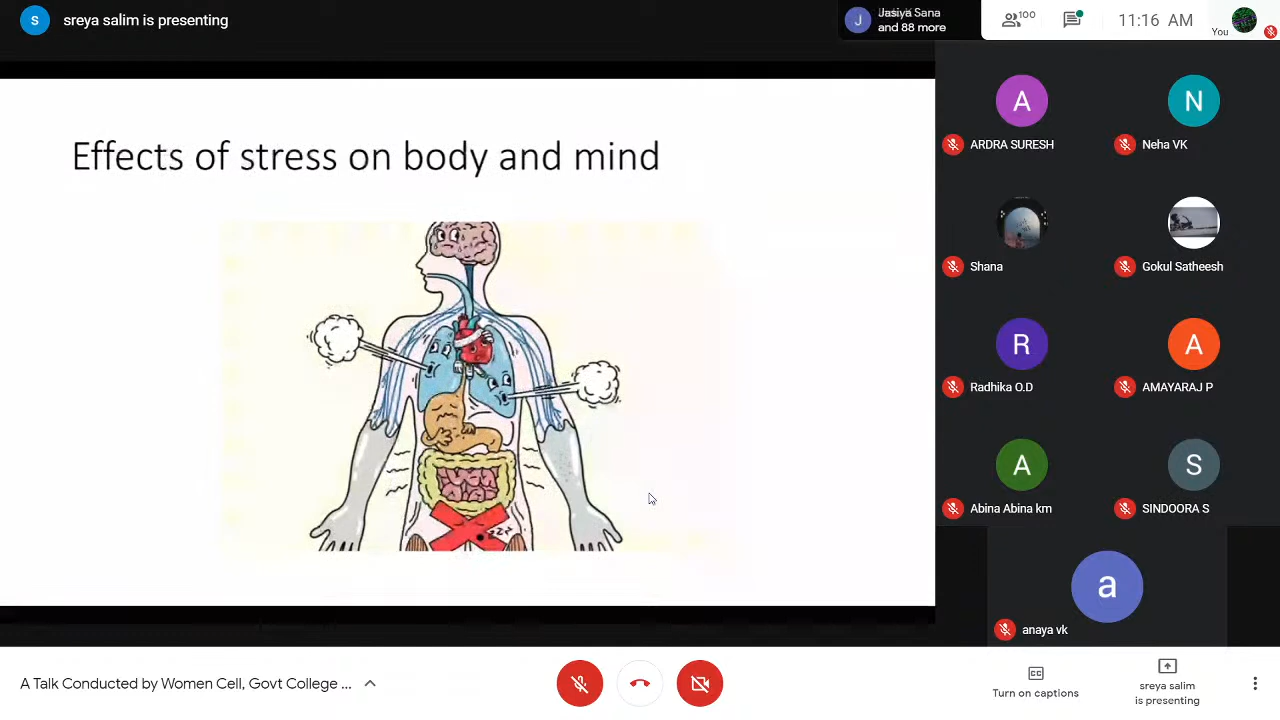 S
sreya salim is presenting
J
Jasiya Sana
and 88 more
100
11:16 AM
You
Effects of stress on body and mind
zzz
A
ARDRA SURESH
N
Neha VK
Shana
Gokul Satheesh
R
Radhika O.D
A
AMAYARAJ P
A
Abina Abina km
S
SINDOORA S
a
anaya vk
A Talk Conducted by Women Cell, Govt College ...
CC
Turn on captions
sreya salim
is presenting